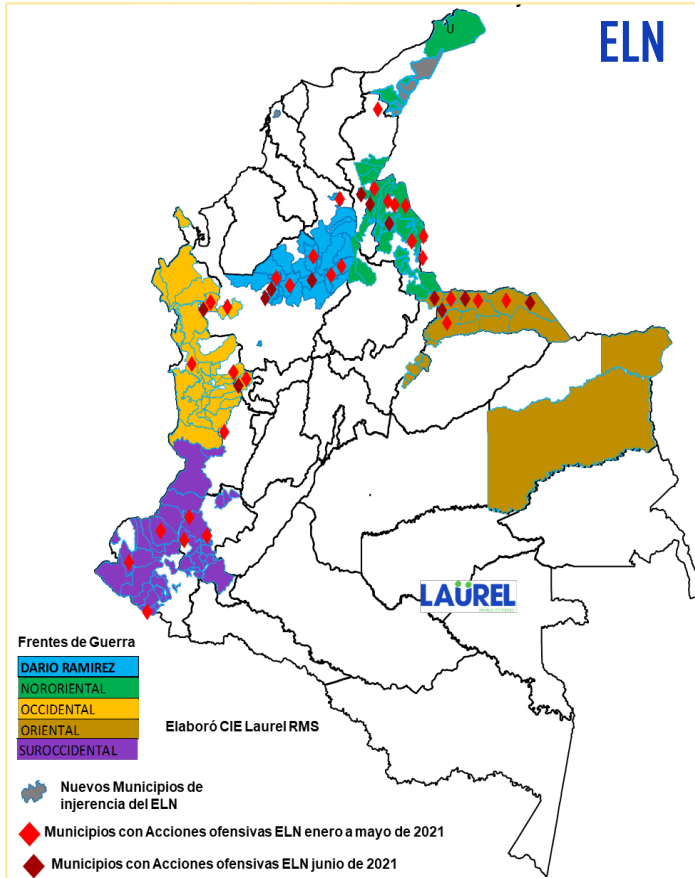 U
ELN
LAUREL
Frentes de Guerra
DARIO RAMIREZ
NORORIENTAL
OCCIDENTAL
ORIENTAL
SUROCCIDENTAL
Elaboró CIE Laurel RMS
Nuevos Municipios de
injerencia del ELN
Municipios con Acciones ofensivas ELN enero a mayo de 2021
Municipios con Acciones ofensivas ELN junio de 2021